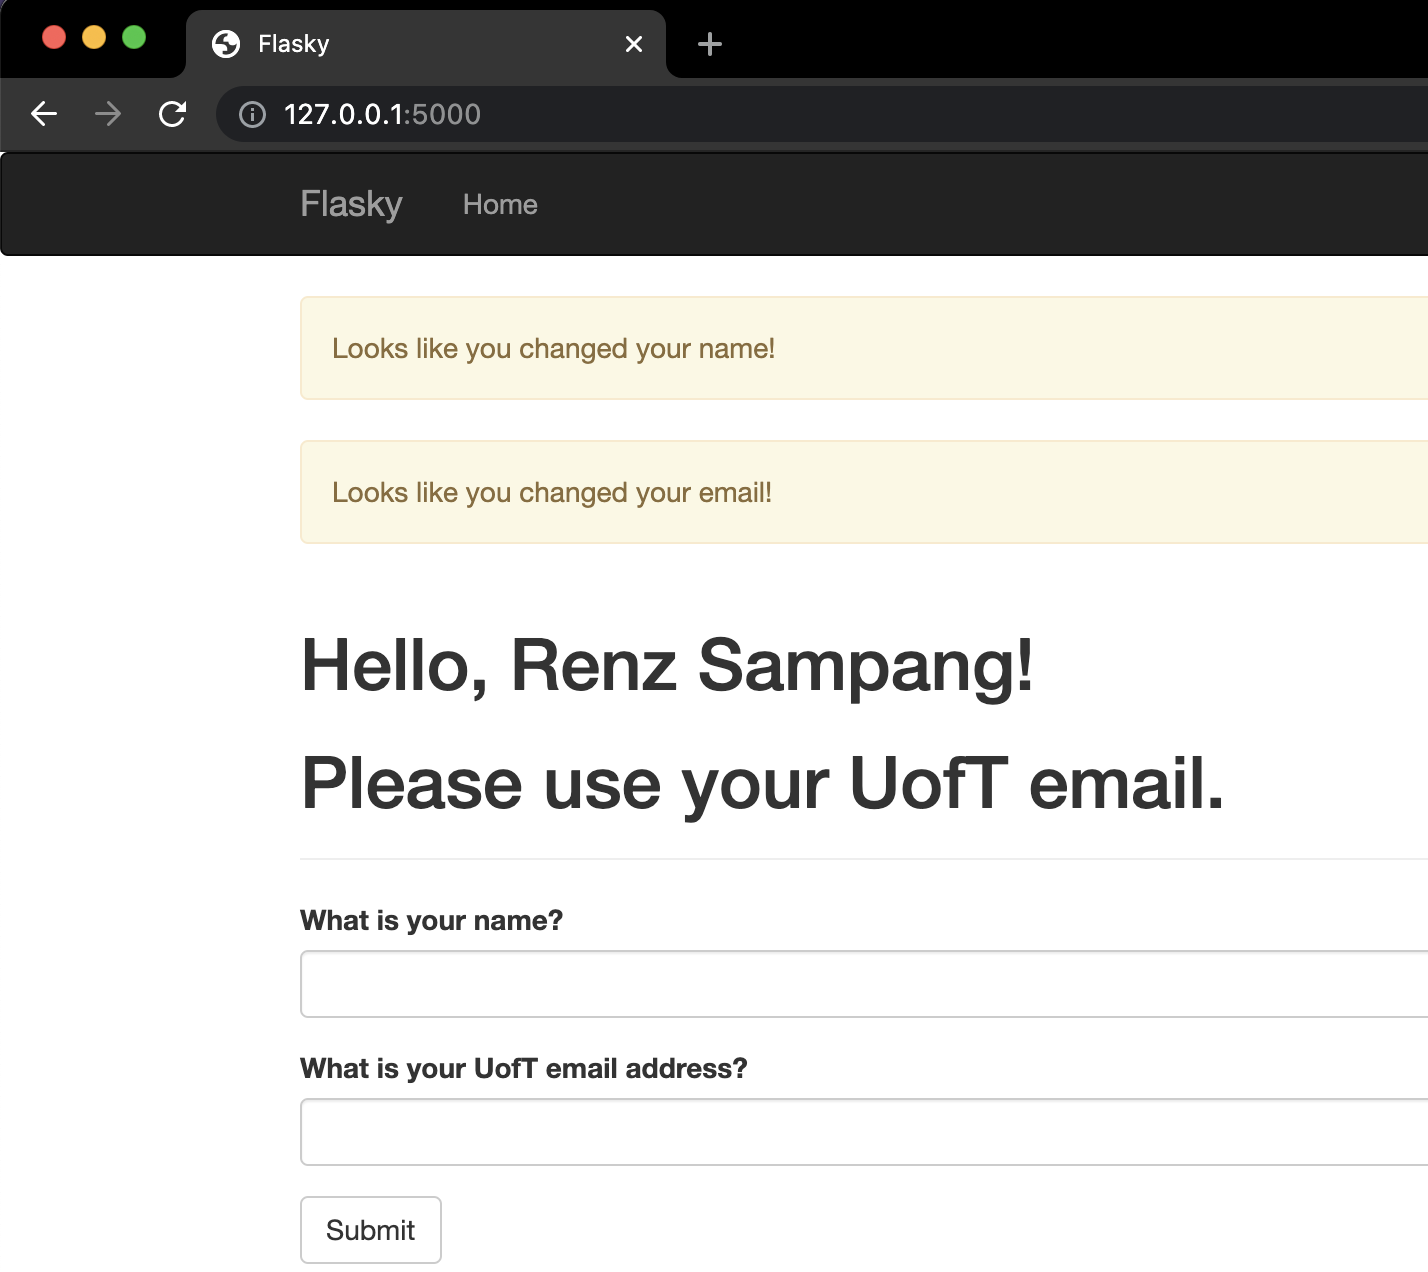 Flasky
127.0.0.1:5000
Flasky Home
Looks like you changed your name!
Looks like you changed your email!
Hello, Renz Sampang!
Please use your UofT email.
What is your name?
What is your UofT email address?
Submit